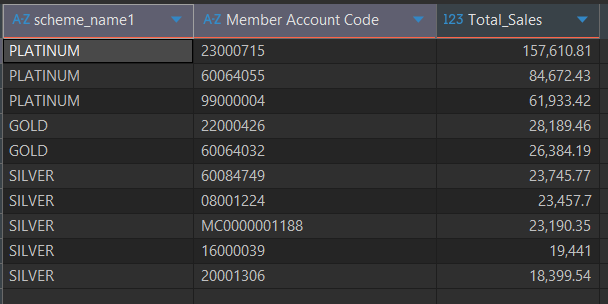 A-Z scheme_name1 A-Z Member Account Code 123 Total_Sales
PLATINUM 23000715 157,610.81
PLATINUM 60064055 84,672.43
PLATINUM 99000004 61,933.42
GOLD 22000426 28,189.46
GOLD 60064032 26,384.19
SILVER 60084749 23,745.77
SILVER 08001224 23,457.7
SILVER MC0000001188 23,190.35
SILVER 16000039 19,441
SILVER 20001306 18,399.54